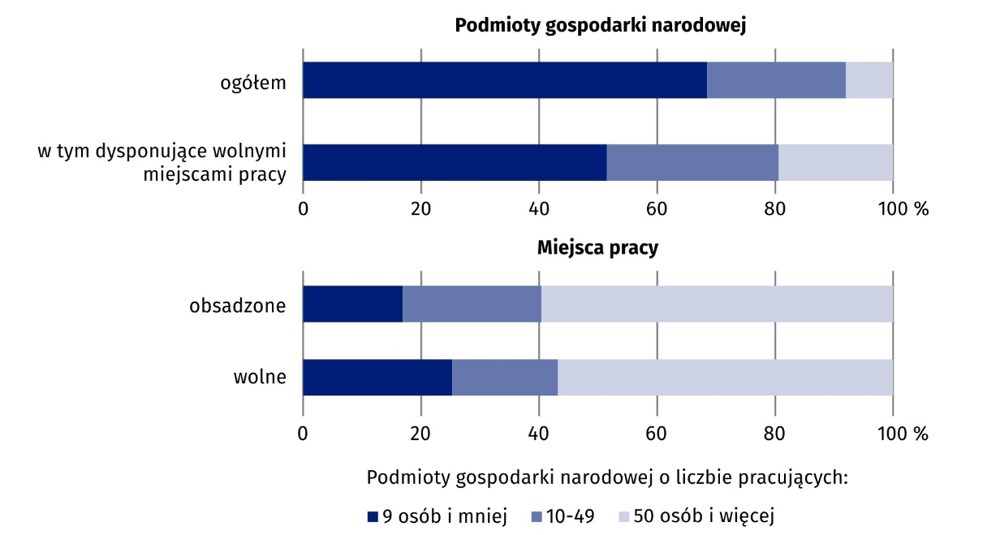 Podmioty gospodarki narodowej
ogółem
w tym dysponujące wolnymi
miejscami pracy
0 20 40 60 80 100 %
Miejsca pracy
obsadzone
wolne
0 20 40 60 80 100 %
Podmioty gospodarki narodowej o liczbie pracujących:
9 osób i mniej 10-49 50 osób i więcej